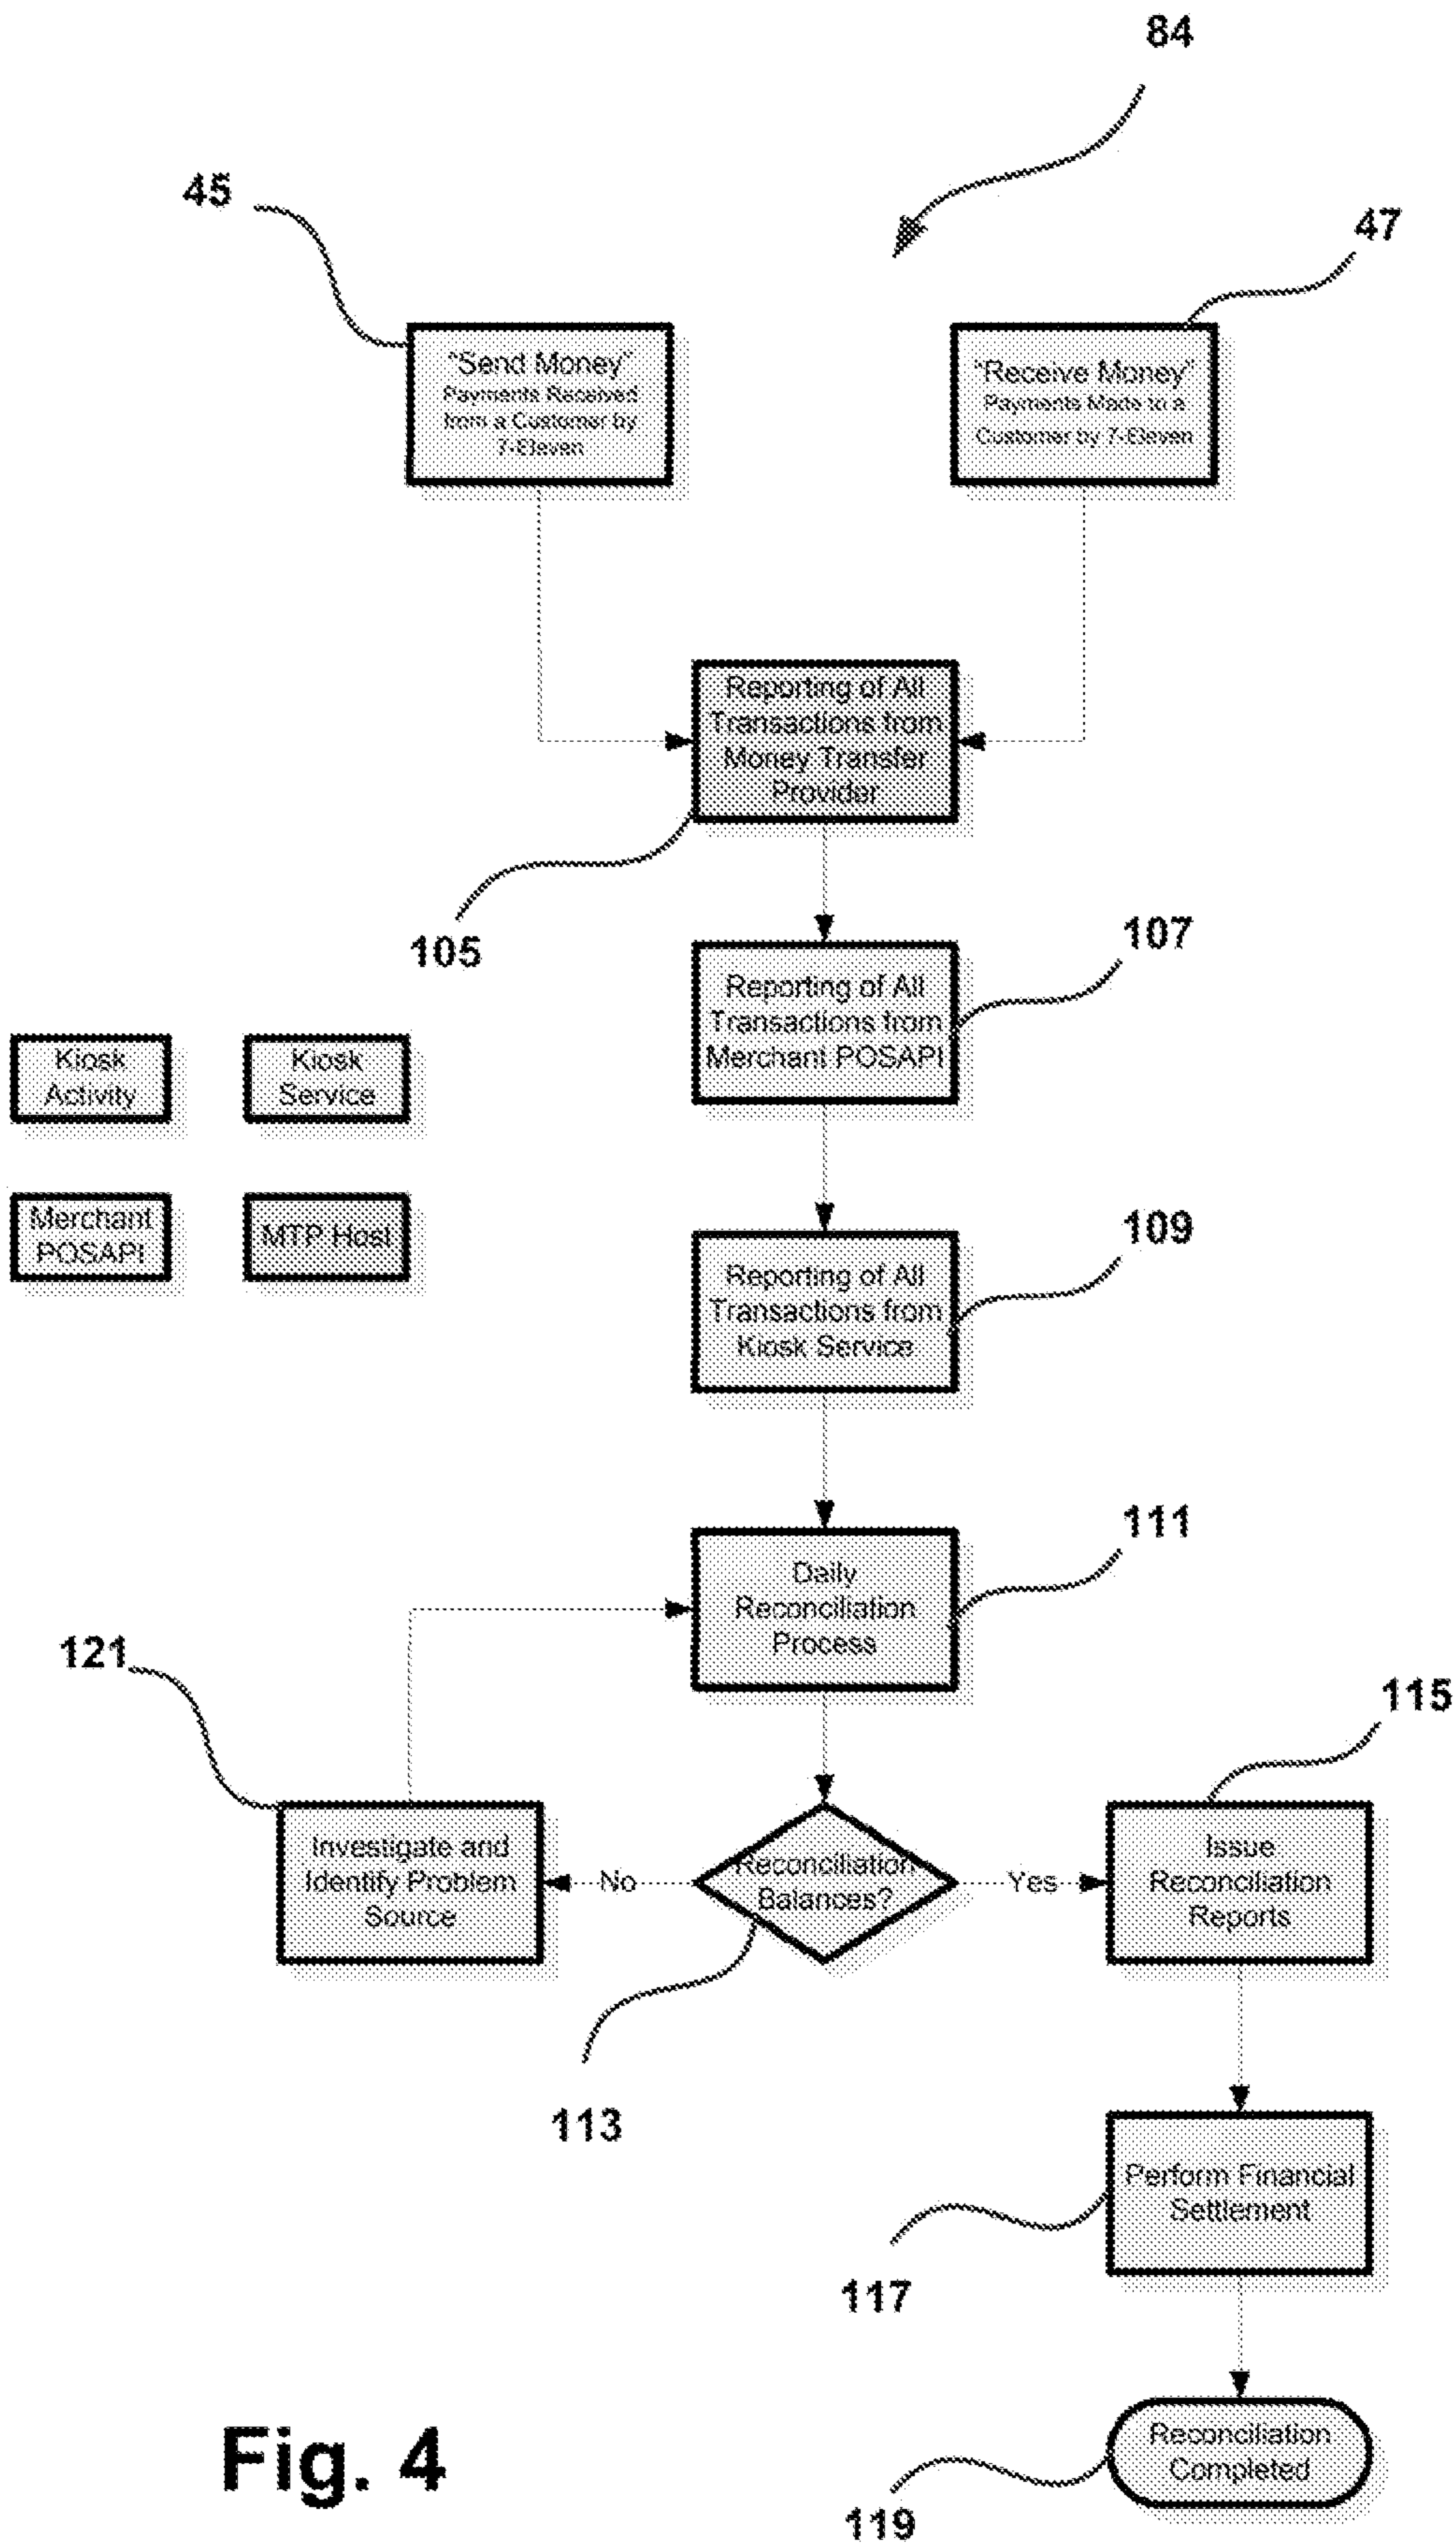 84
45
47
"Send Money"
Payments Received
from a Customer by
7-Eleven
"Receive Money"
Payments Made to a
Customer by 7-Eleven
Reporting of All
Transactions from
Money Transfer
Provider
105
107
Reporting of All
Transactions from
Merchant POSAPI
Kiosk
Activity
Kiosk
Service
Merchant
POSAPI
MTP Host
109
Reporting of All
Transactions from
Kiosk Service
111
Daily
Reconciliation
Process
121
115
Investigate and
Identify Problem
Source
No
Reconciliation
Balances?
Yes
Issue
Reconciliation
Reports
113
Perform Financial
Settlement
117
Reconciliation
Completed
119
Fig. 4